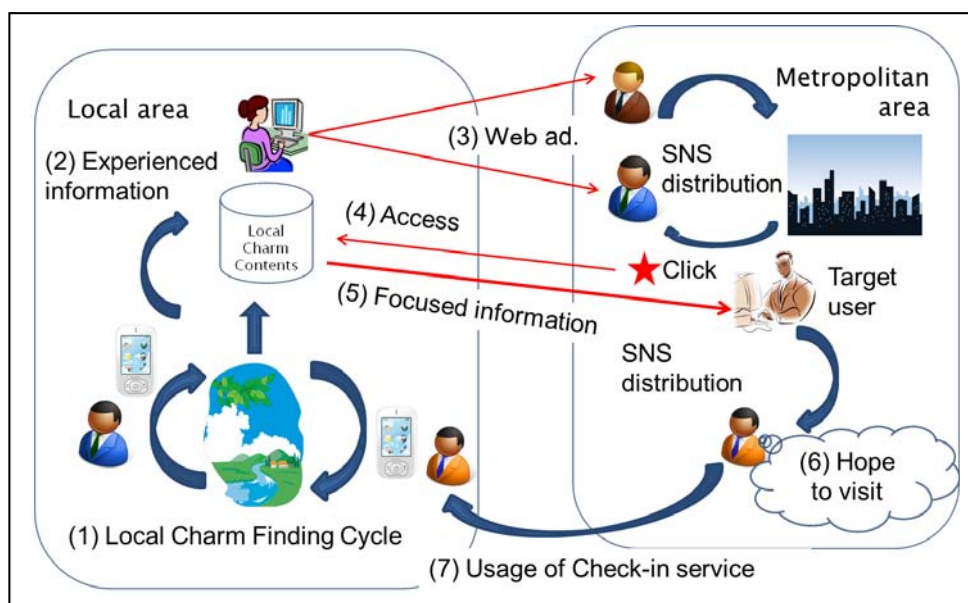 Local area
(2) Experienced
information
Local
Charm
Contents
(1) Local Charm Finding Cycle
(3) Web ad.
(4) Access
(5) Focused information
Metropolitan
area
SNS
distribution
Click
Target
user
SNS
distribution
(6) Hope
to visit
(7) Usage of Check-in service